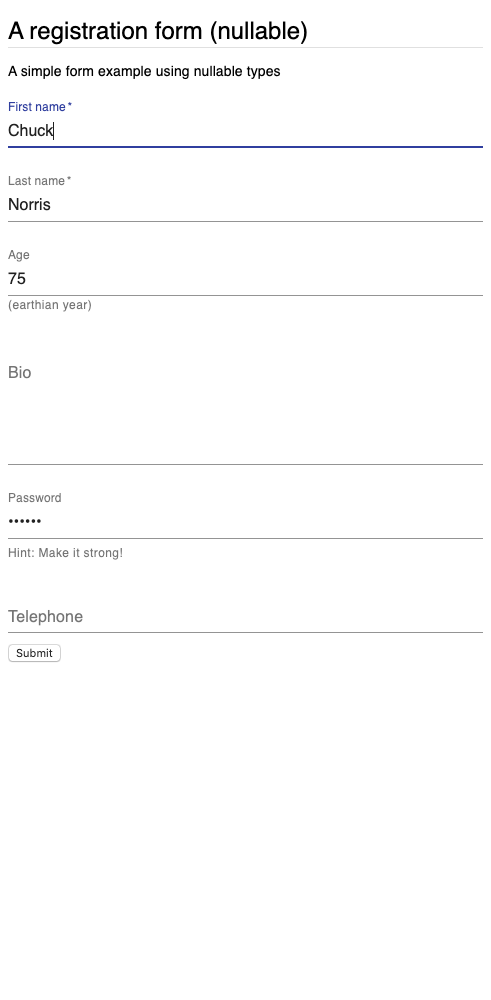 A registration form (nullable)
A simple form example using nullable types
First name *
Chuck
Last name *
Norris
Age
75
(earthian year)
Bio
Password
••••••
Hint: Make it strong!
Telephone
Submit